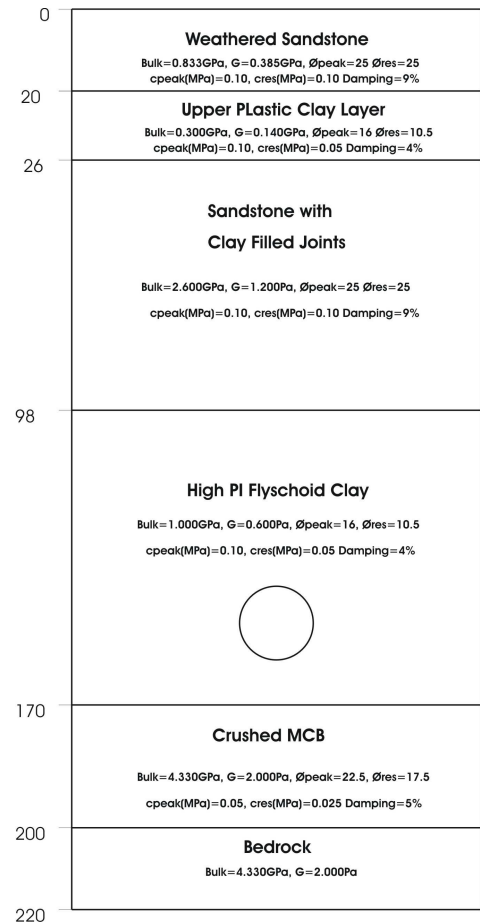 0
Weathered Sandstone
Bulk=0.833GPa, G=0.385GPa, Øpeak=25 Øres=25
cpeak(MPa)=0.10, cres(MPa)=0.10 Damping=9%
20
Upper PLastic Clay Layer
Bulk=0.300GPa, G=0.140GPa, Øpeak=16 Øres=10.5
cpeak(MPa)=0.10, cres(MPa)=0.05 Damping=4%
26
Sandstone with
Clay Filled Joints
Bulk=2.600GPa, G=1.200Pa, Øpeak=25 Øres=25
cpeak(MPa)=0.10, cres(MPa)=0.10 Damping=9%
98
High PI Flyschoid Clay
Bulk=1.000GPa, G=0.600Pa, Øpeak=16, Øres=10.5
cpeak(MPa)=0.10, cres(MPa)=0.05 Damping=4%
170
Crushed MCB
Bulk=4.330GPa, G=2.000Pa, Øpeak=22.5, Øres=17.5
cpeak(MPa)=0.05, cres(MPa)=0.025 Damping=5%
200
Bedrock
Bulk=4.330GPa, G=2.000Pa
220